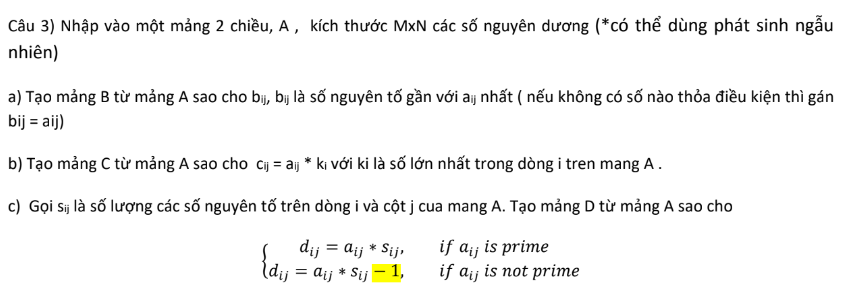 Câu 3) Nhập vào một mảng 2 chiều, A , kích thước MxN các số nguyên dương (*có thể dùng phát sinh ngẫu
nhiên)
a) Tạo mảng B từ mảng A sao cho bᵢⱼ, bᵢⱼ là số nguyên tố gần với aᵢⱼ nhất ( nếu không có số nào thỏa điều kiện thì gán
bij = aij)
b) Tạo mảng C từ mảng A sao cho cᵢⱼ = aᵢⱼ * kᵢ với ki là số lớn nhất trong dòng i tren mang A .
c) Gọi sᵢⱼ là số lượng các số nguyên tố trên dòng i và cột j cua mang A. Tạo mảng D từ mảng A sao cho
{ dᵢⱼ = aᵢⱼ * sᵢⱼ, if aᵢⱼ is prime
dᵢⱼ = aᵢⱼ * sᵢⱼ − 1, if aᵢⱼ is not prime